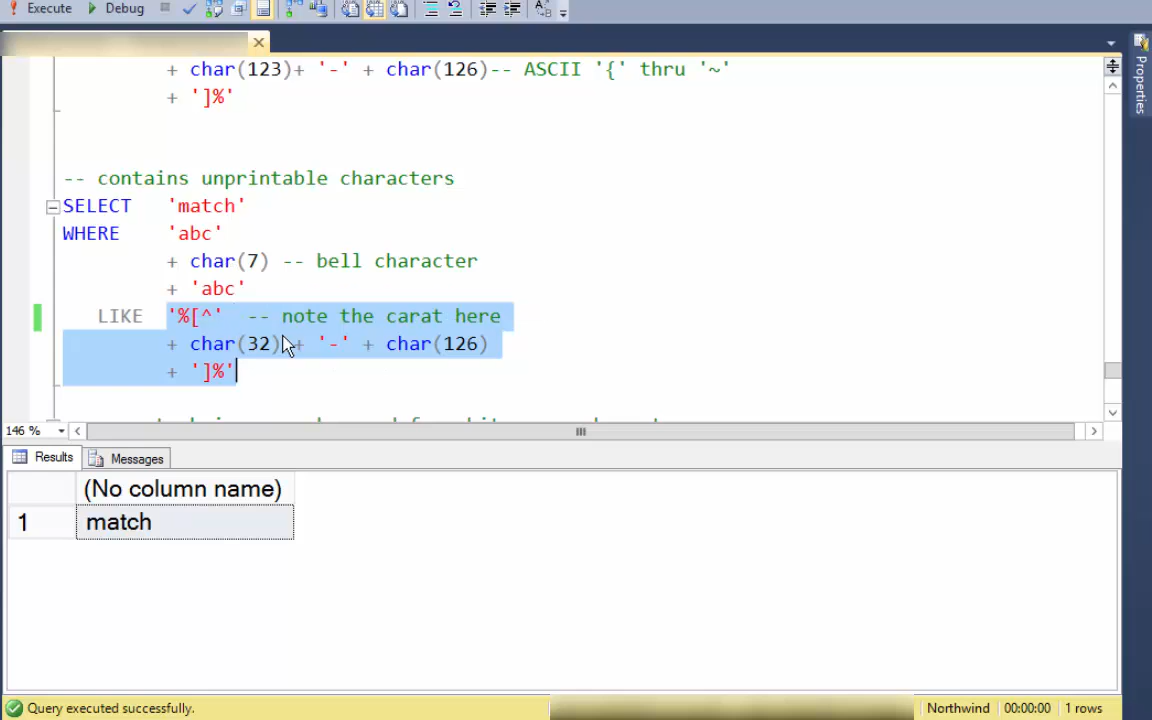 Execute Debug
+ char(123)+ '-' + char(126)-- ASCII '{' thru '~'
+ ']%'
-- contains unprintable characters
SELECT 'match'
WHERE 'abc'
+ char(7) -- bell character
+ 'abc'
LIKE '%[^' -- note the carat here
+ char(32) + '-' + char(126)
+ ']%'
146 %
Results Messages
(No column name)
1 match
Query executed successfully. Northwind 00:00:00 1 rows
Properties